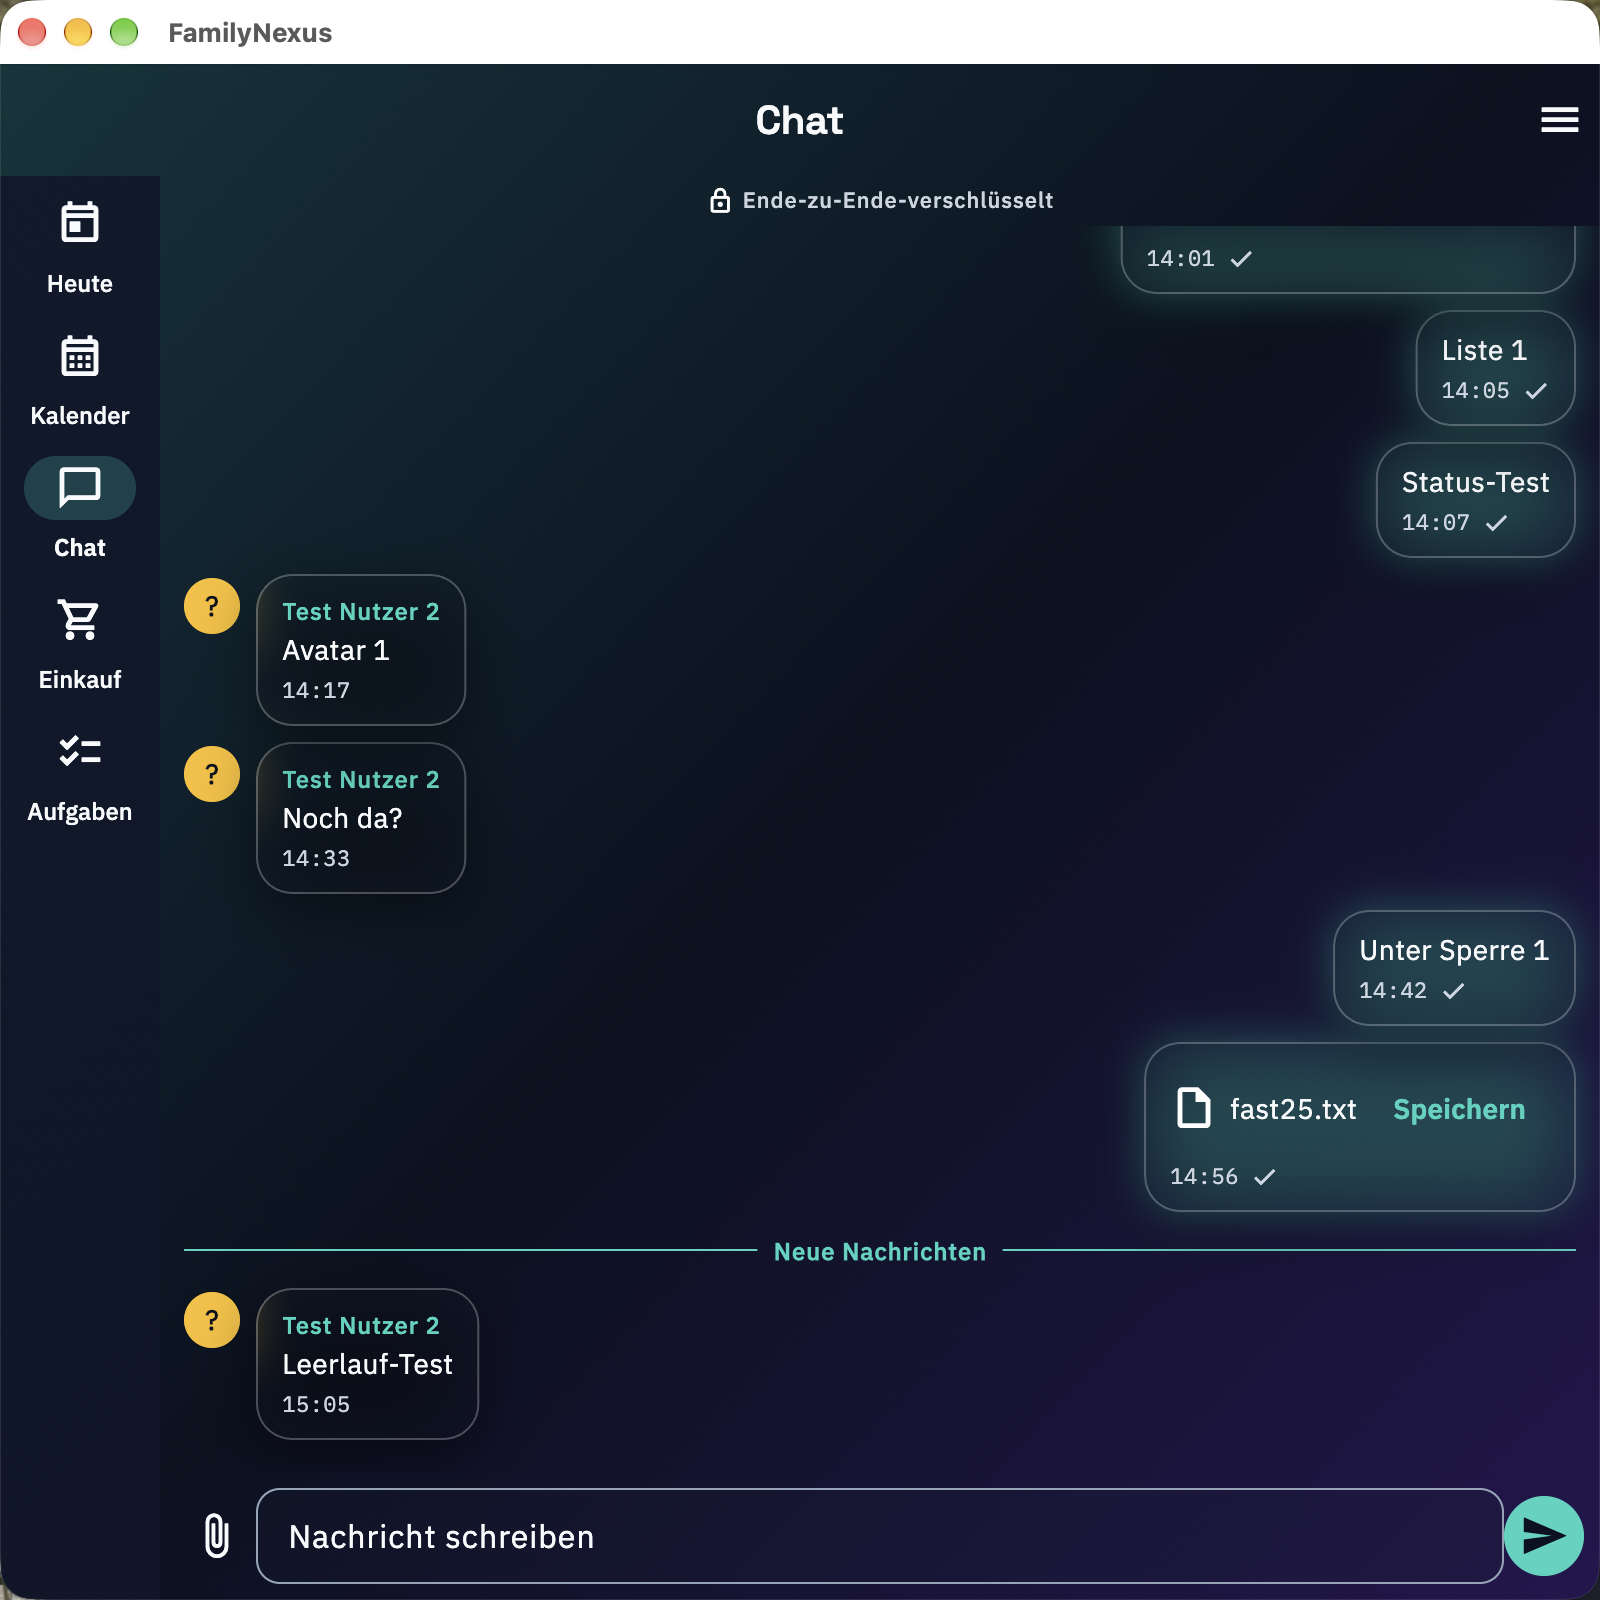 FamilyNexus
Chat
Ende-zu-Ende-verschlüsselt
Heute
Kalender
Chat
Einkauf
Aufgaben
14:01
Liste 1
14:05
Status-Test
14:07
?
Test Nutzer 2
Avatar 1
14:17
?
Test Nutzer 2
Noch da?
14:33
Unter Sperre 1
14:42
fast25.txt Speichern
14:56
Neue Nachrichten
?
Test Nutzer 2
Leerlauf-Test
15:05
Nachricht schreiben